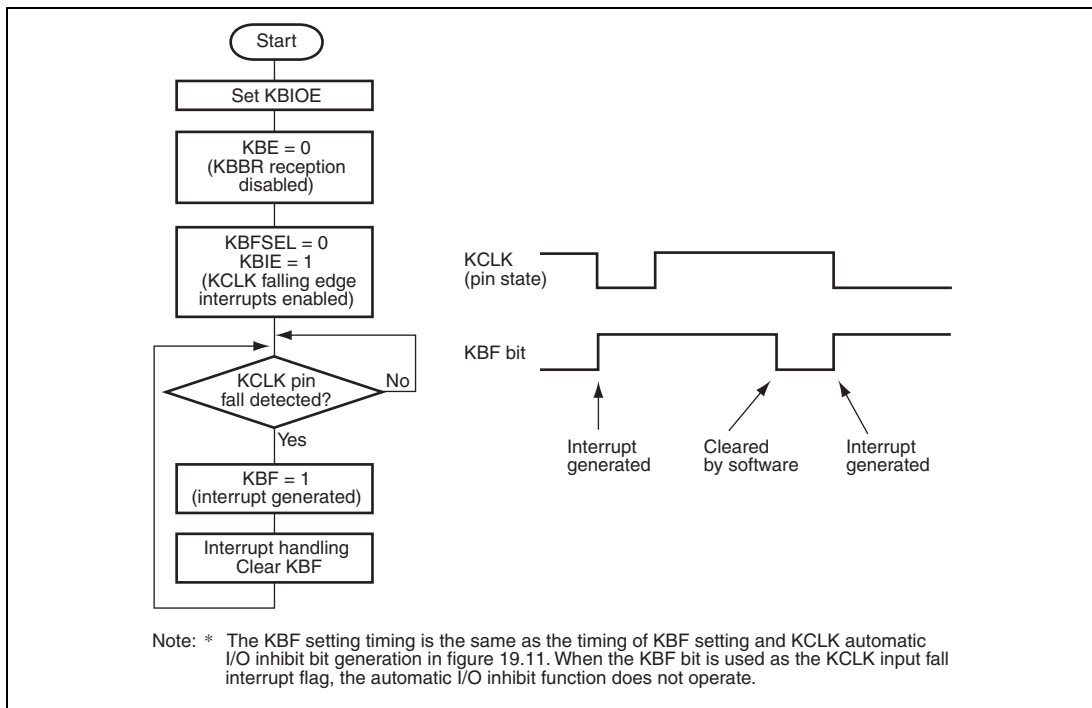 Start
Set KBIOE
KBE = 0
(KBBR reception
disabled)
KBFSEL = 0
KBIE = 1
(KCLK falling edge
interrupts enabled)
KCLK pin
fall detected?
No
Yes
KBF = 1
(interrupt generated)
Interrupt handling
Clear KBF
KCLK
(pin state)
KBF bit
Interrupt
generated
Cleared
by software
Interrupt
generated
Note: * The KBF setting timing is the same as the timing of KBF setting and KCLK automatic
I/O inhibit bit generation in figure 19.11. When the KBF bit is used as the KCLK input fall
interrupt flag, the automatic I/O inhibit function does not operate.